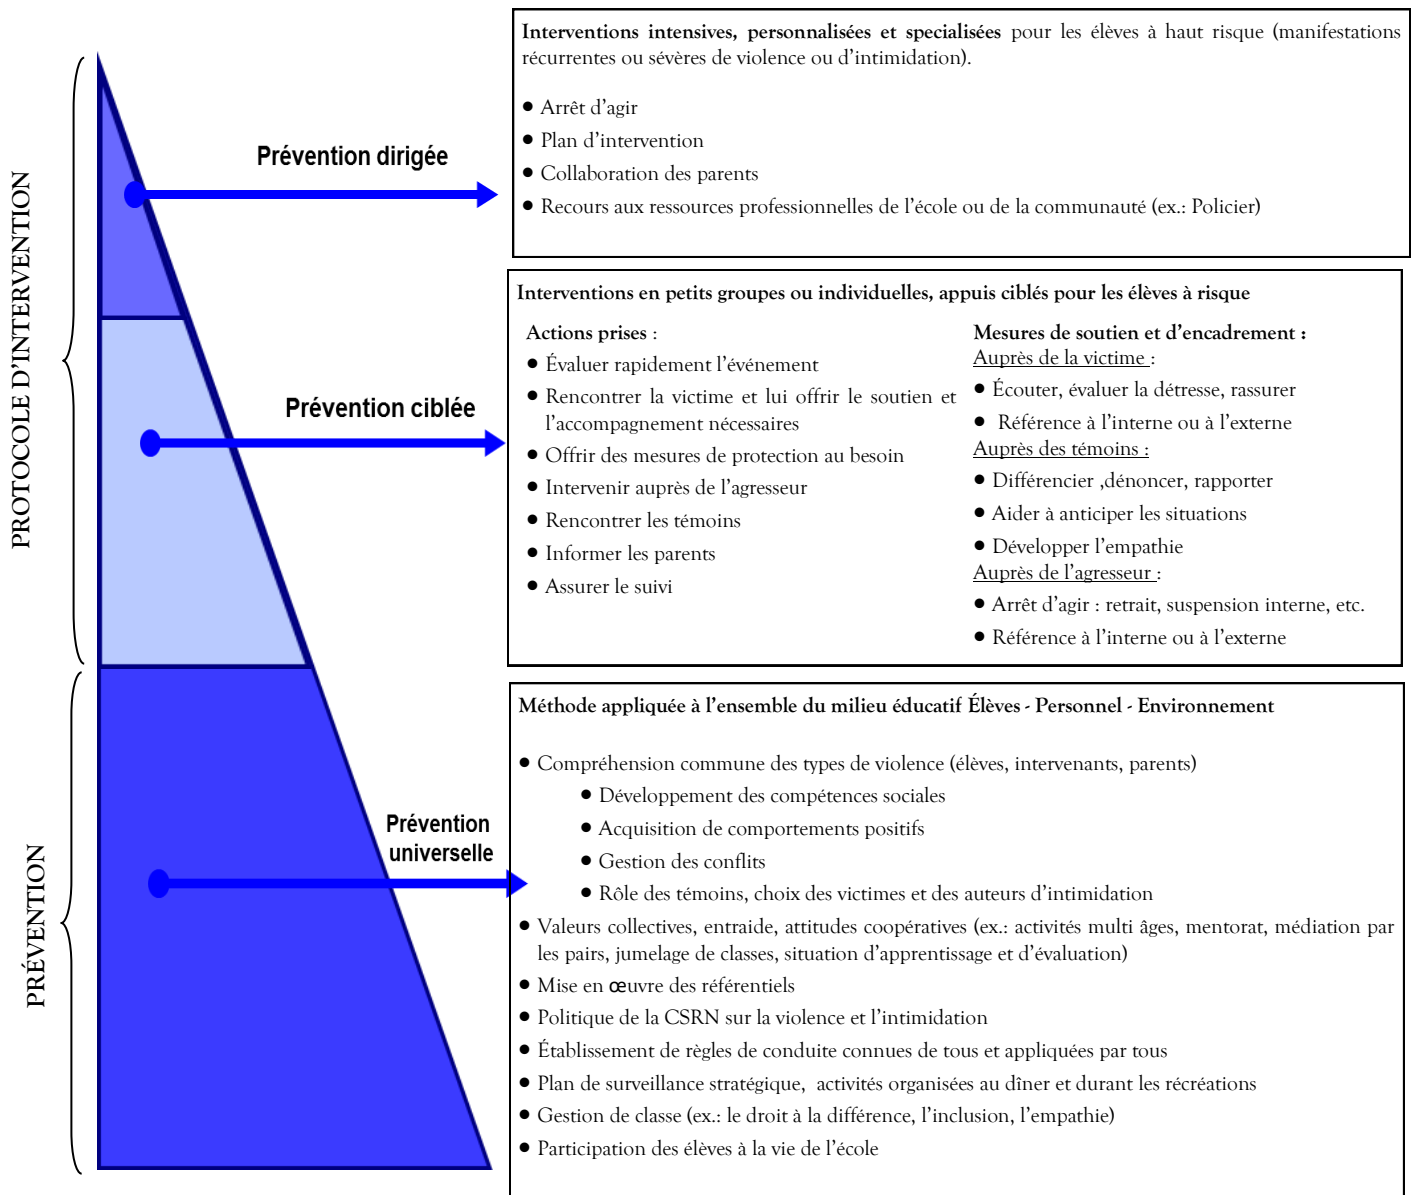 Interventions intensives, personnalisées et specialisées pour les élèves à haut risque (manifestations
récurrentes ou sévères de violence ou d'intimidation).
● Arrêt d'agir
● Plan d'intervention
● Collaboration des parents
● Recours aux ressources professionnelles de l'école ou de la communauté (ex.: Policier)
Prévention dirigée
PROTOCOLE D'INTERVENTION
Interventions en petits groupes ou individuelles, appuis ciblés pour les élèves à risque
Actions prises :
● Évaluer rapidement l'événement
● Rencontrer la victime et lui offrir le soutien et
l'accompagnement nécessaires
● Offrir des mesures de protection au besoin
● Intervenir auprès de l'agresseur
● Rencontrer les témoins
● Informer les parents
● Assurer le suivi
Mesures de soutien et d'encadrement :
Auprès de la victime :
● Écouter, évaluer la détresse, rassurer
● Référence à l'interne ou à l'externe
Auprès des témoins :
● Différencier ,dénoncer, rapporter
● Aider à anticiper les situations
● Développer l'empathie
Auprès de l'agresseur :
● Arrêt d'agir : retrait, suspension interne, etc.
● Référence à l'interne ou à l'externe
Prévention ciblée
Méthode appliquée à l'ensemble du milieu éducatif Élèves - Personnel - Environnement
● Compréhension commune des types de violence (élèves, intervenants, parents)
● Développement des compétences sociales
● Acquisition de comportements positifs
● Gestion des conflits
● Rôle des témoins, choix des victimes et des auteurs d'intimidation
● Valeurs collectives, entraide, attitudes coopératives (ex.: activités multi âges, mentorat, médiation par
les pairs, jumelage de classes, situation d'apprentissage et d'évaluation)
● Mise en œuvre des référentiels
● Politique de la CSRN sur la violence et l'intimidation
● Établissement de règles de conduite connues de tous et appliquées par tous
● Plan de surveillance stratégique, activités organisées au dîner et durant les récréations
● Gestion de classe (ex.: le droit à la différence, l'inclusion, l'empathie)
● Participation des élèves à la vie de l'école
Prévention
universelle
PRÉVENTION